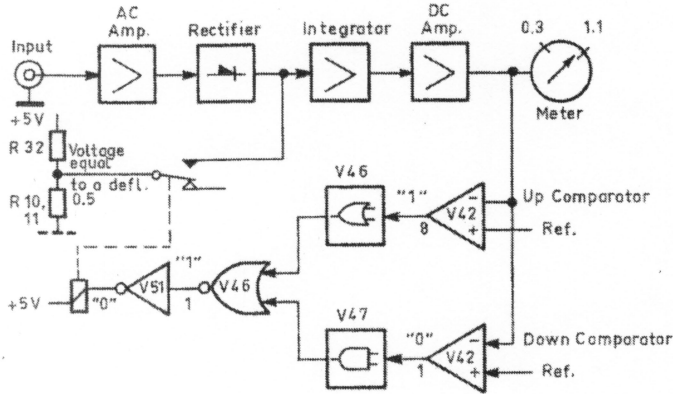 AC
Amp.
Rectifier
Integrator
DC
Amp.
0.3
1.1
Input
Meter
+5V
R 32
Voltage
equal
to a defl.
0.5
R 10,
11
V46
"1"
8
V42
−
+
Up Comparator
Ref.
+5V
"0"
V51
"1"
1
V46
V47
"0"
1
V42
−
+
Down Comparator
Ref.